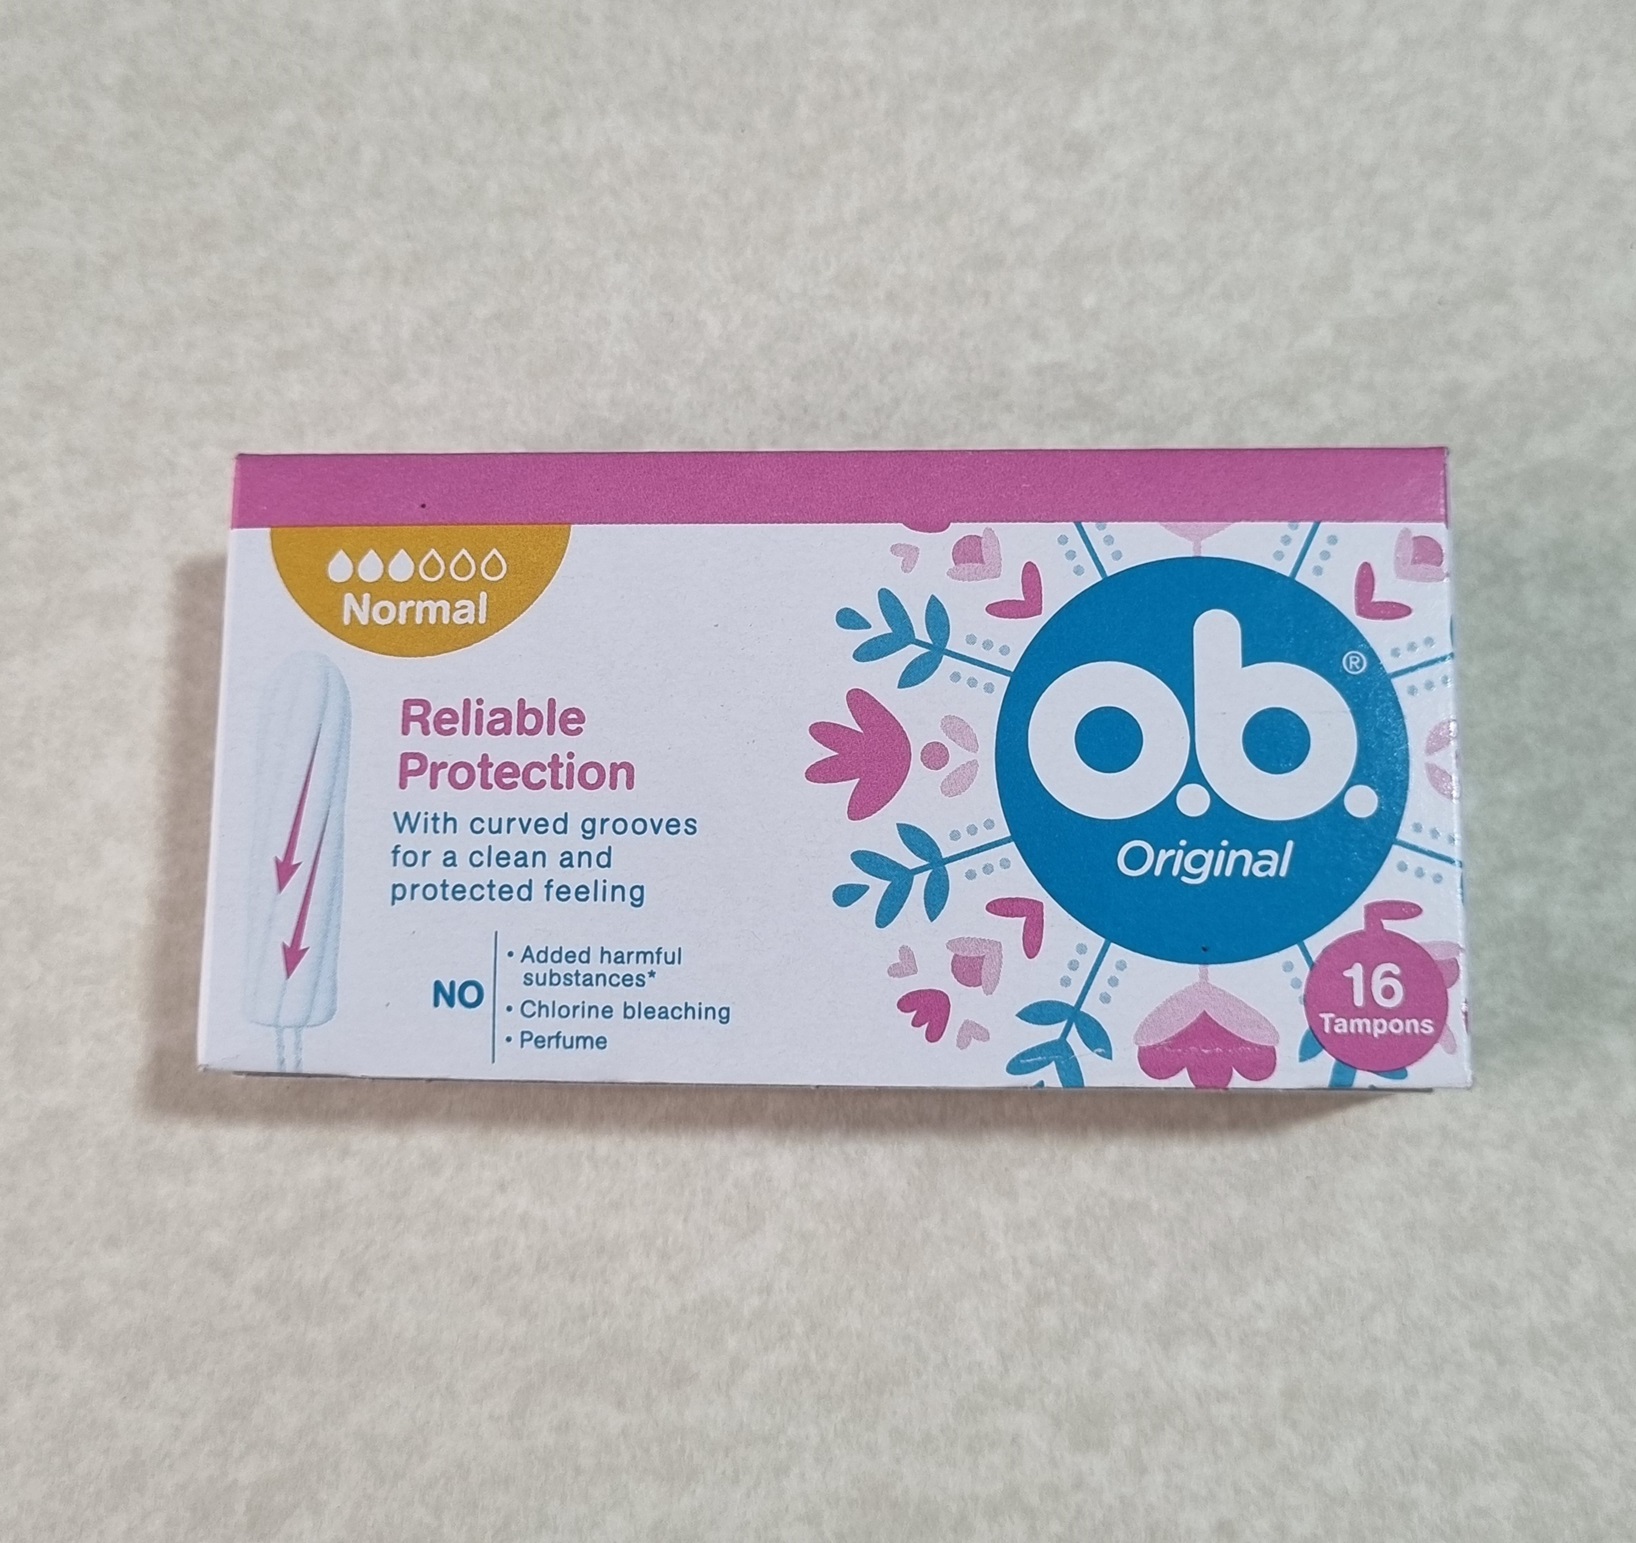 Normal
Reliable
Protection
With curved grooves
for a clean and
protected feeling
NO
• Added harmful
substances*
• Chlorine bleaching
• Perfume
o.b.®
Original
16
Tampons